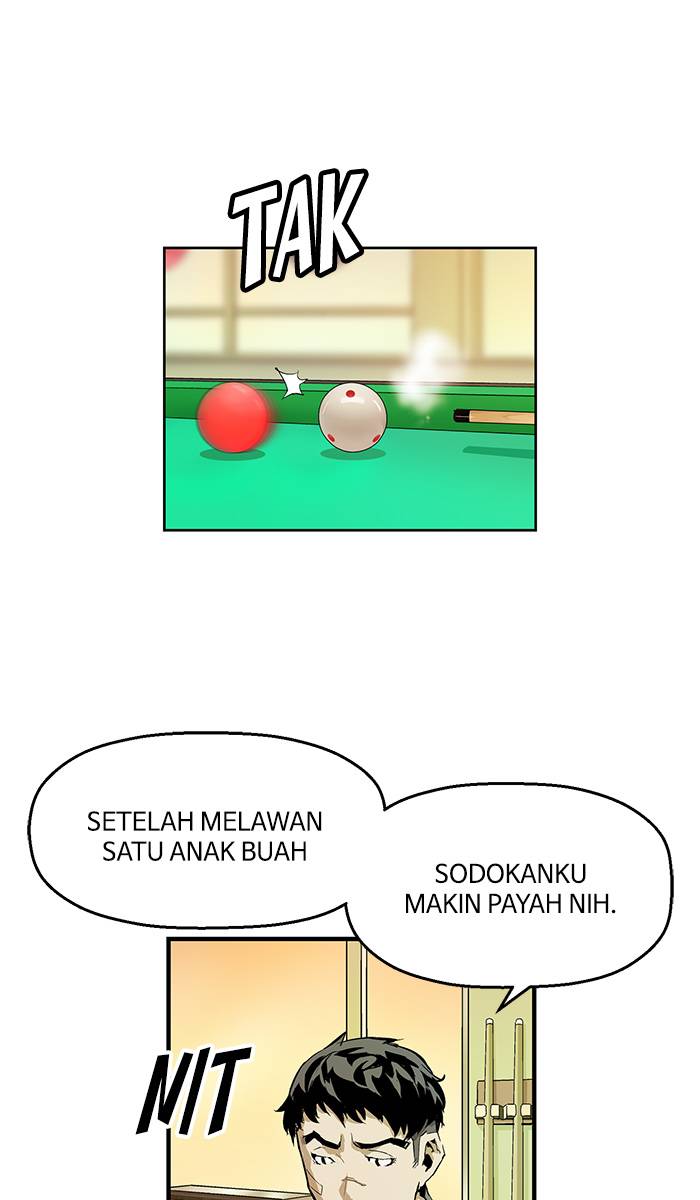 TAK
SETELAH MELAWAN
SATU ANAK BUAH
SODOKANKU
MAKIN PAYAH NIH.
NIT